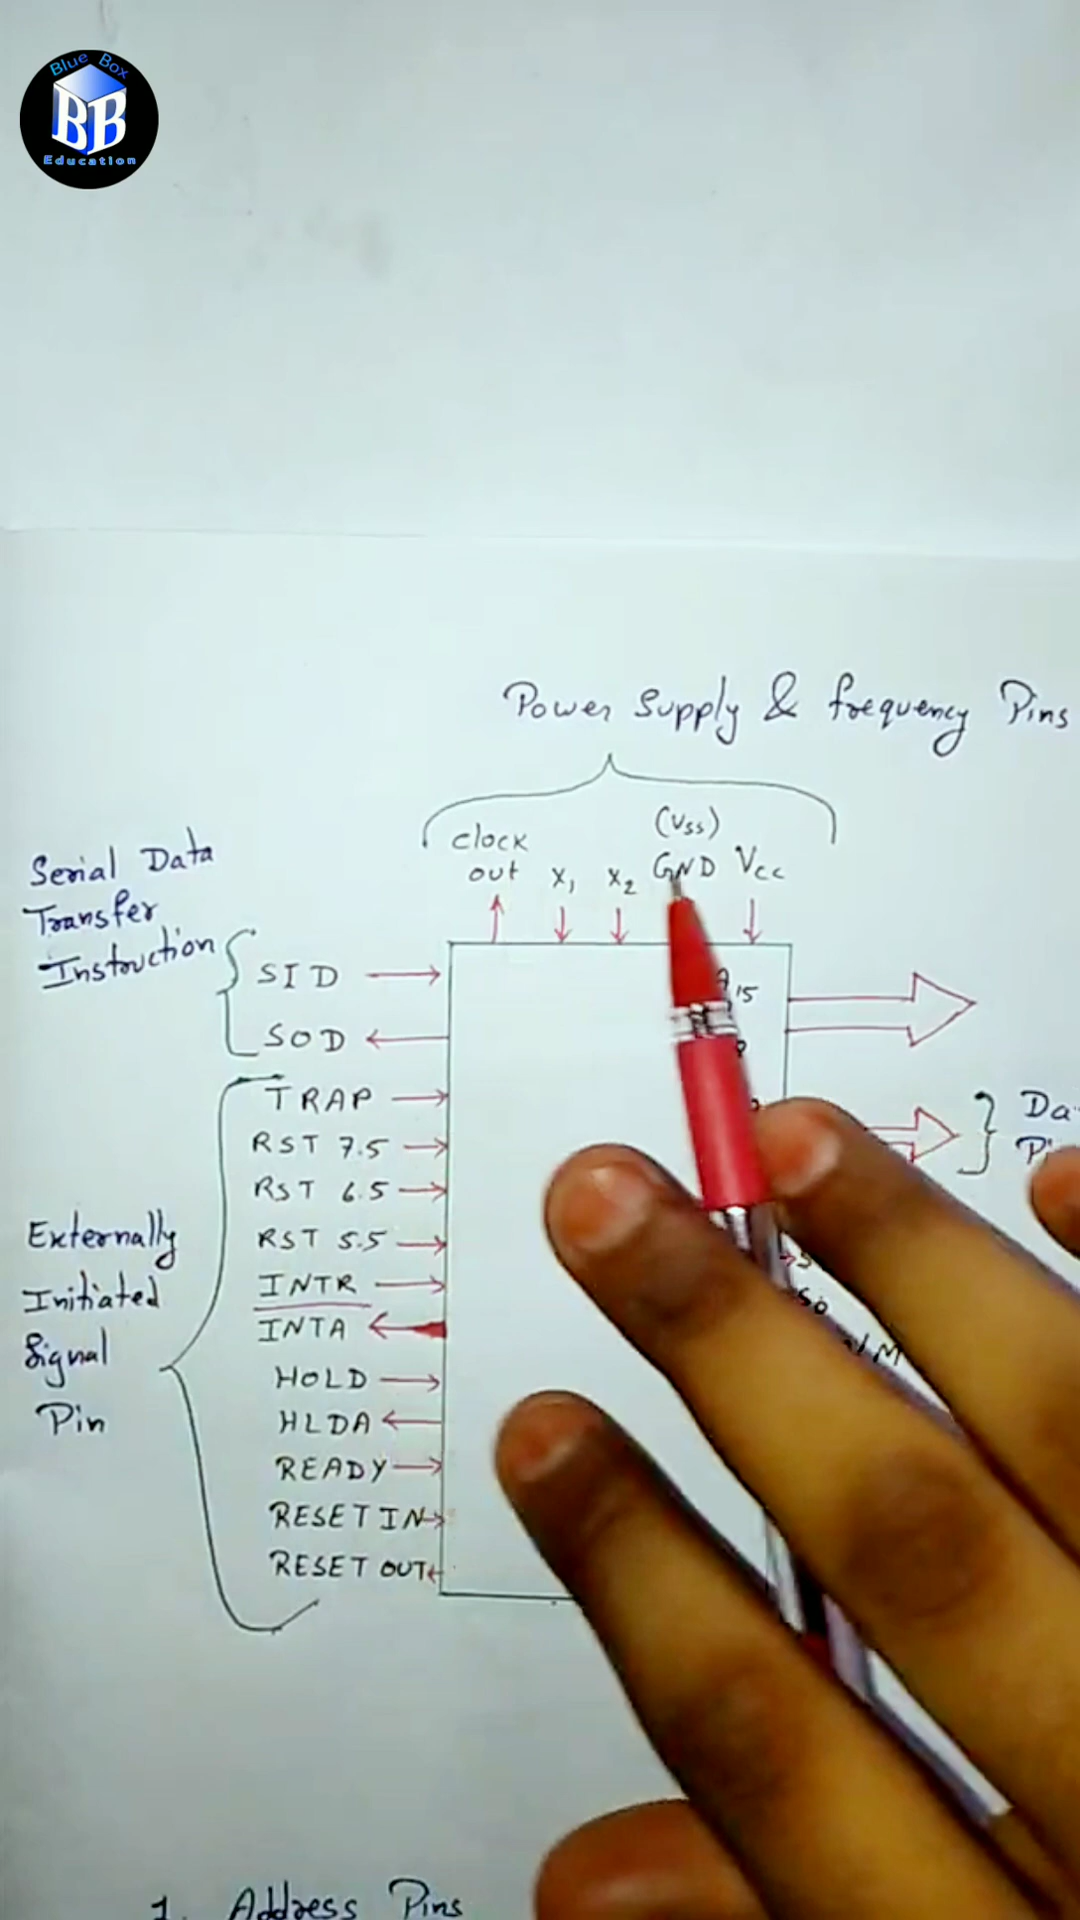 Blue Box
BB
Education
Power Supply & frequency Pins
(Vss)
clock
out X1 X2 GND Vcc
Serial Data
Transfer
Instruction
SID
SOD
TRAP
RST 7.5
RST 6.5
RST 5.5
INTR
INTA
HOLD
HLDA
READY
RESET IN
RESET OUT
Externally
Initiated
Signal
Pin
A15
S0
1. Address Pins